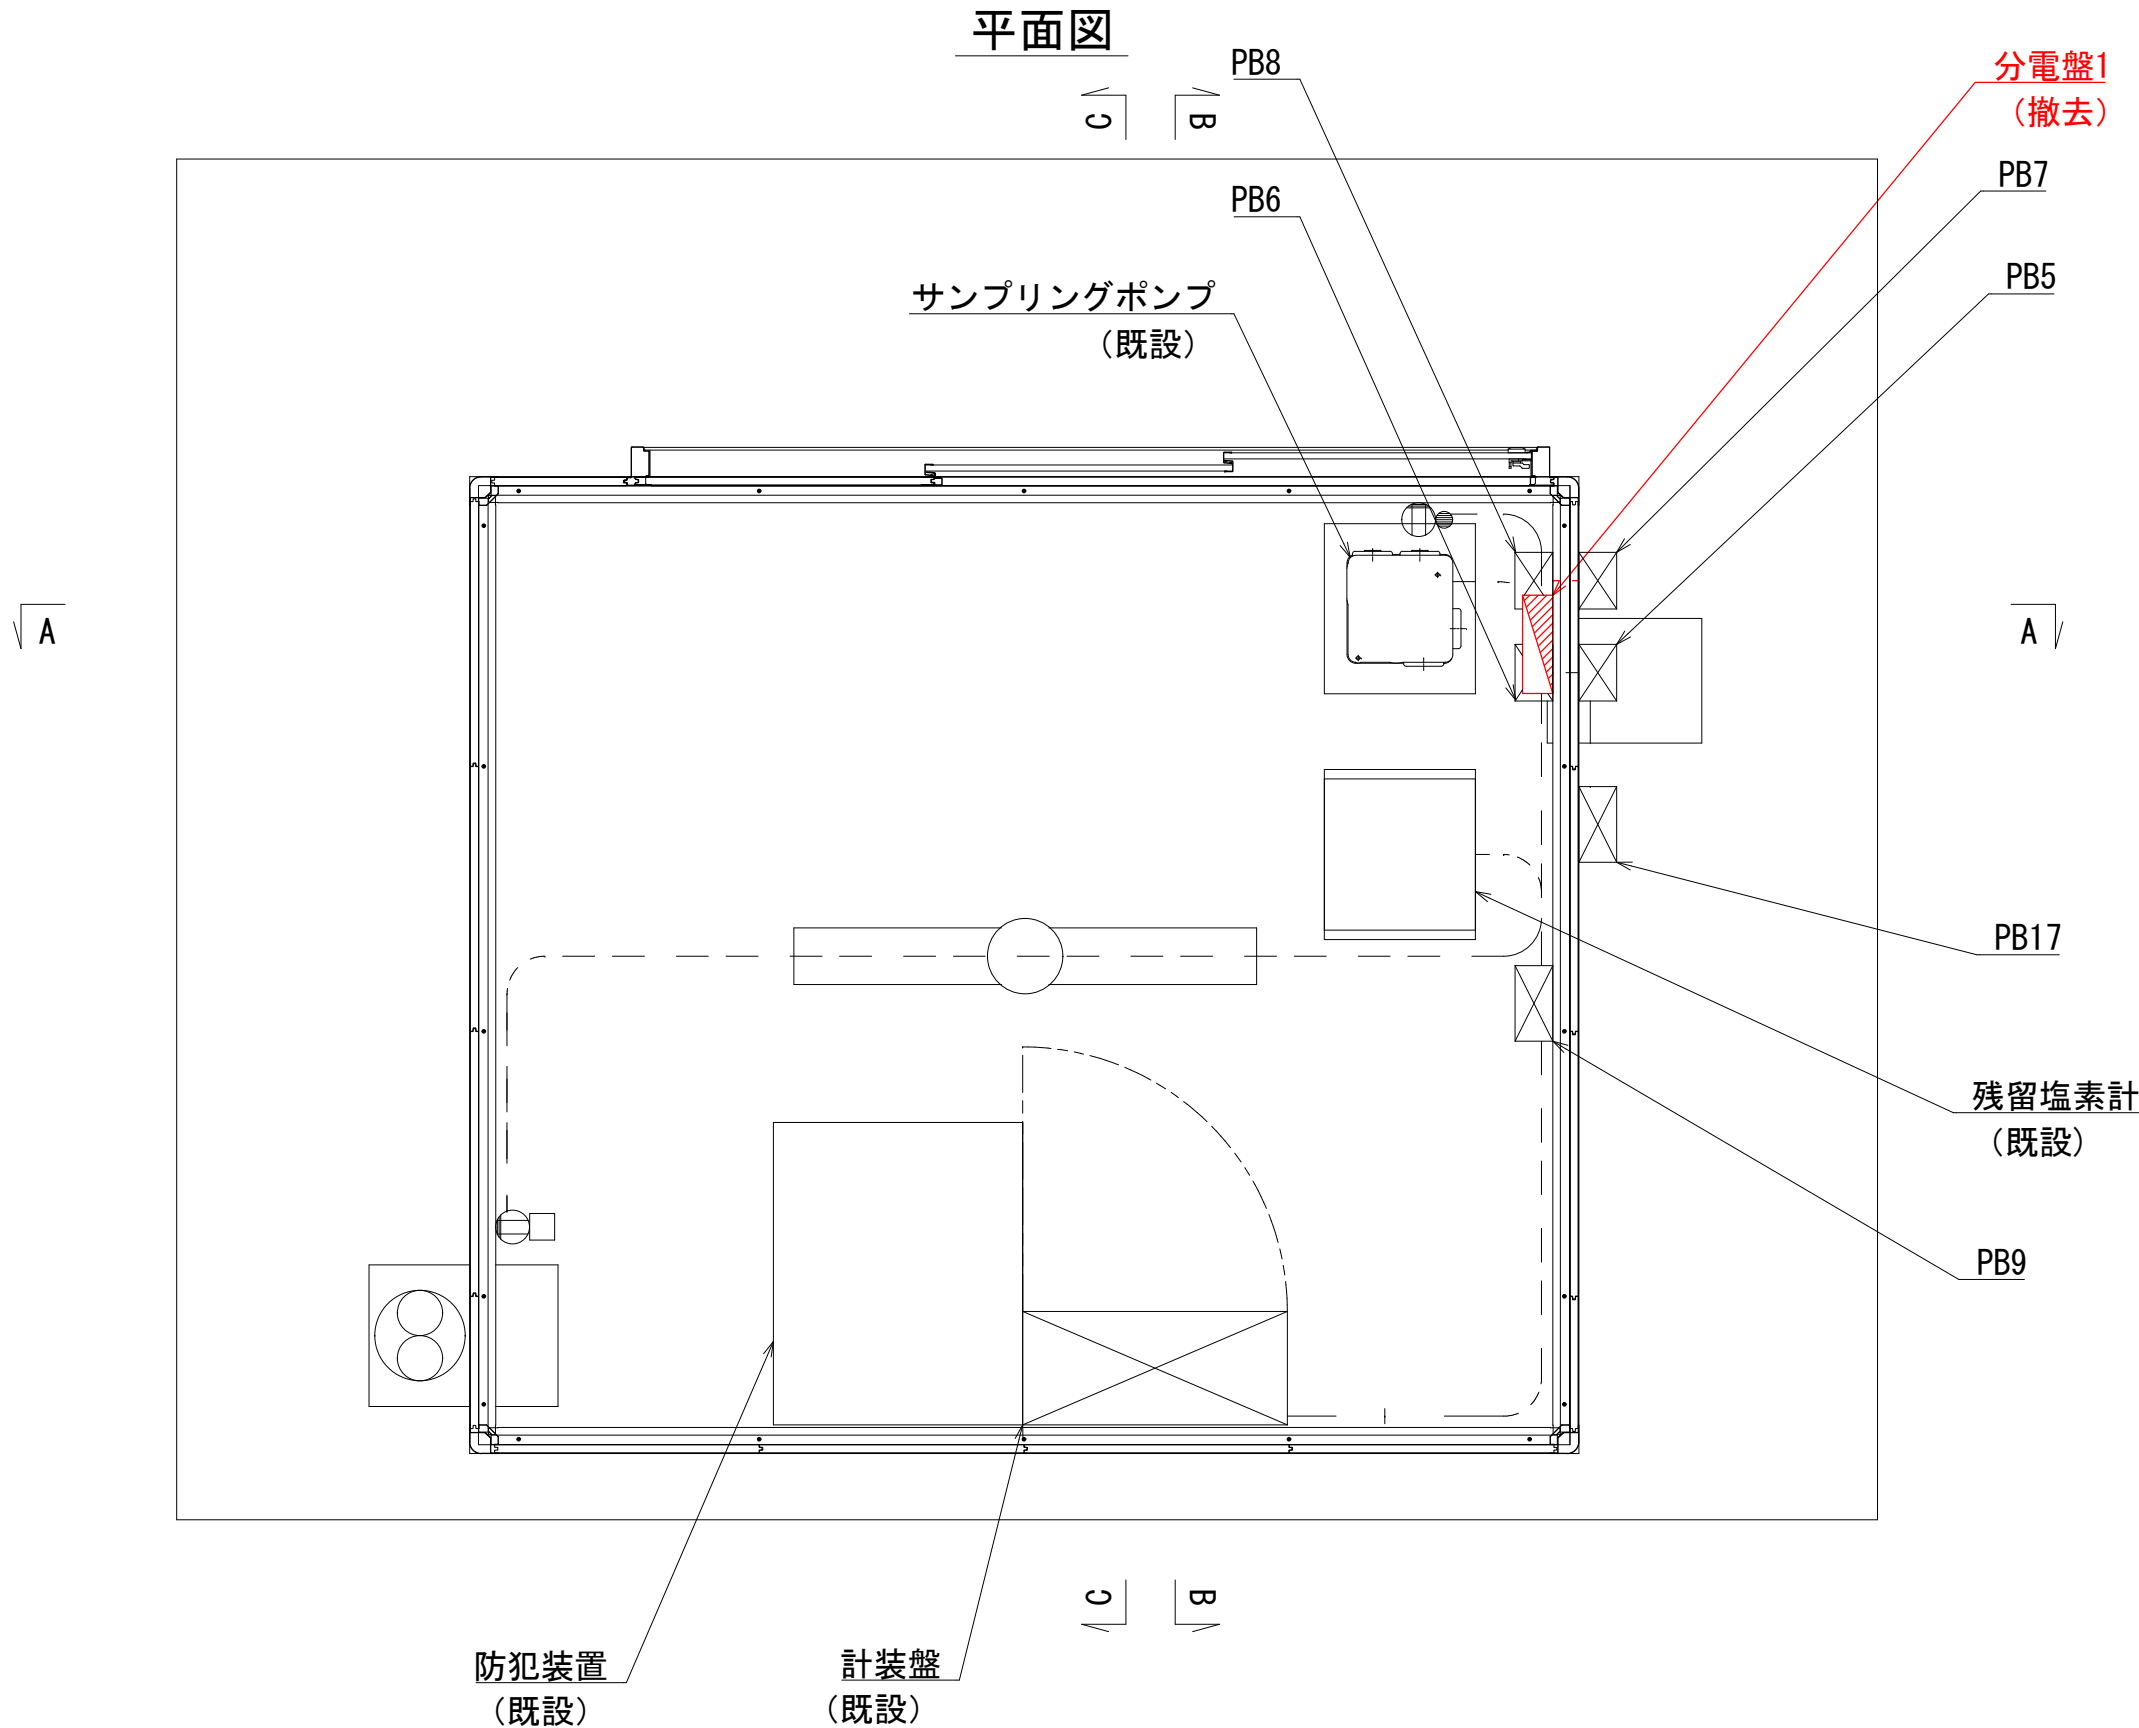 平面図
PB8
分電盤1
(撤去)
C
B
PB7
PB6
PB5
サンプリングポンプ
(既設)
A
A
PB17
残留塩素計
(既設)
PB9
C
B
防犯装置
(既設)
計装盤
(既設)